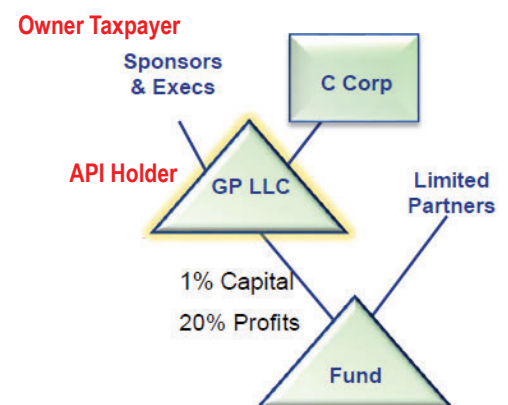 Owner Taxpayer
Sponsors
& Execs
C Corp
API Holder
GP LLC
Limited
Partners
1% Capital
20% Profits
Fund